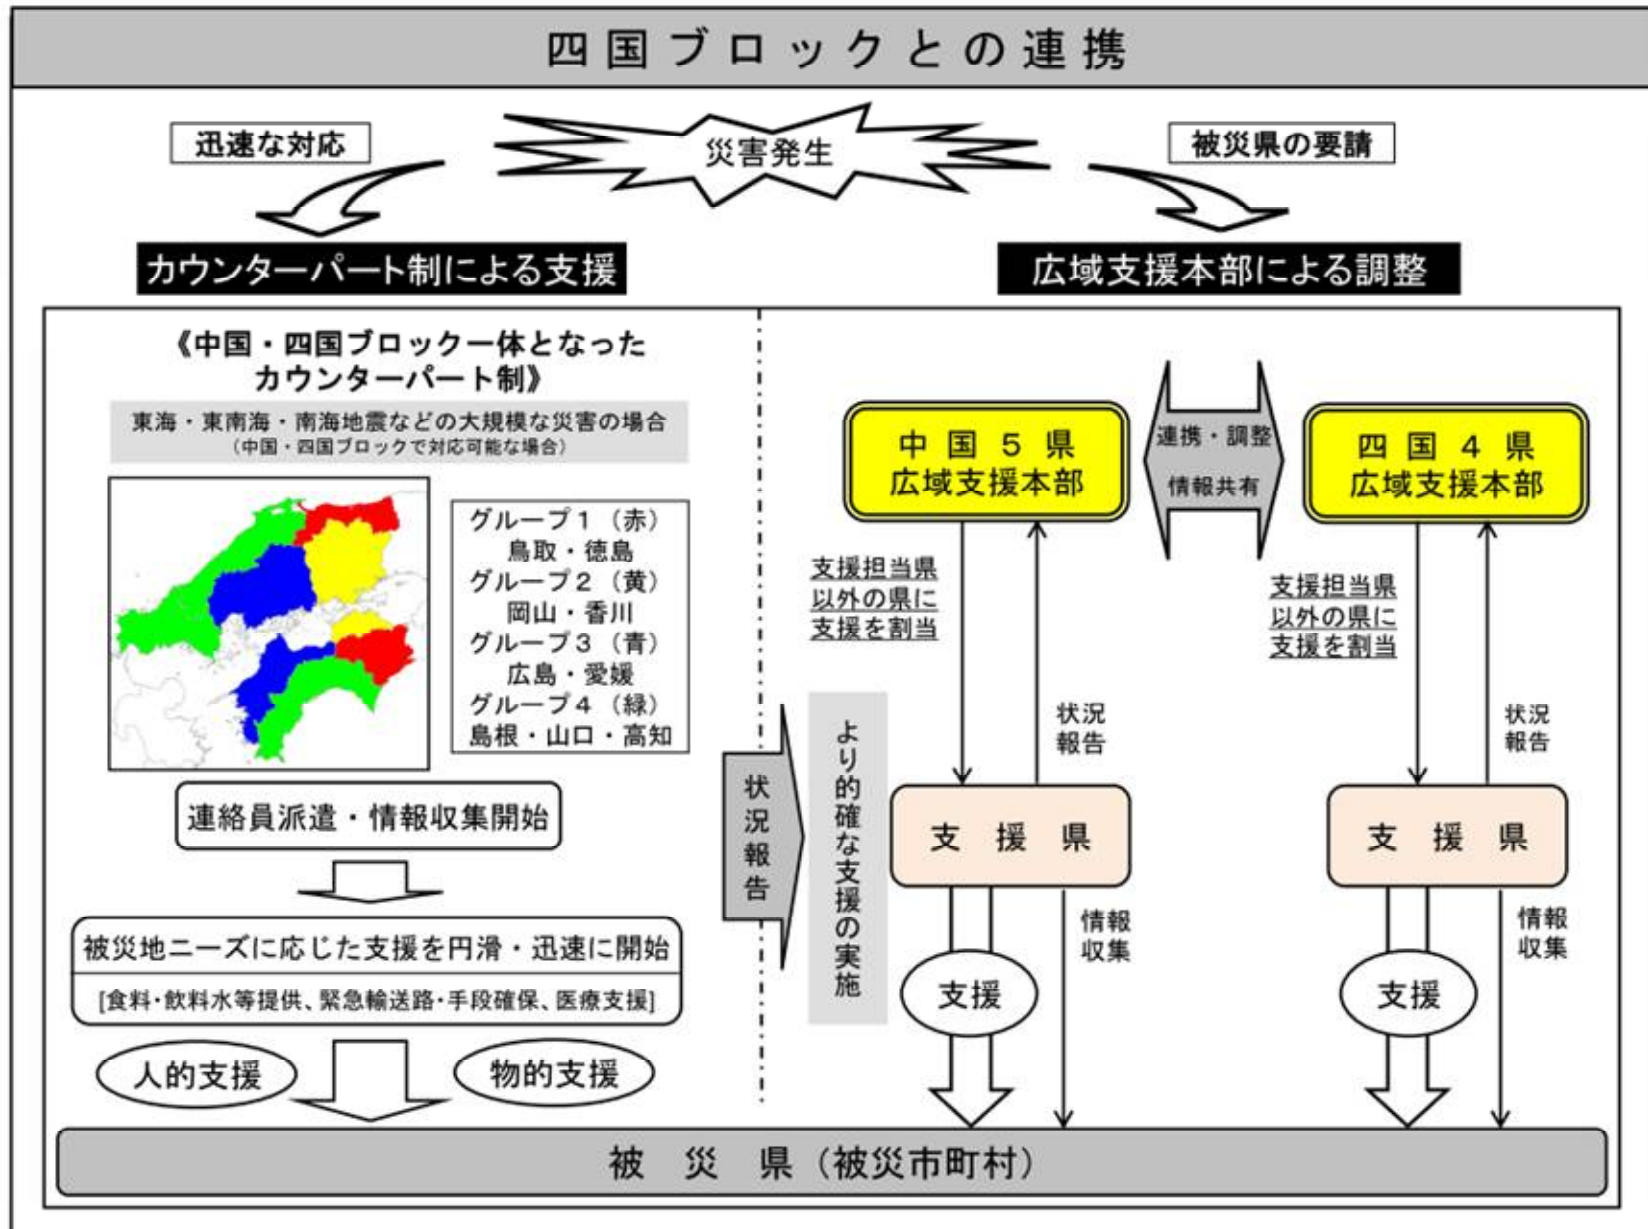 四国ブロックとの連携
災害発生
迅速な対応
被災県の要請
カウンターパート制による支援
広域支援本部による調整
《中国・四国ブロック一体となった
カウンターパート制》
東海・東南海・南海地震などの大規模な災害の場合
(中国・四国ブロックで対応可能な場合)
グループ1（赤）
鳥取・徳島
グループ2（黄）
岡山・香川
グループ3（青）
広島・愛媛
グループ4（緑）
島根・山口・高知
連絡員派遣・情報収集開始
被災地ニーズに応じた支援を円滑・迅速に開始
[食料・飲料水等提供、緊急輸送路・手段確保、医療支援]
人的支援
物的支援
状況報告
より的確な支援の実施
中国5県
広域支援本部
連携・調整
情報共有
四国4県
広域支援本部
支援担当県
以外の県に
支援を割当
状況
報告
支援担当県
以外の県に
支援を割当
状況
報告
支援県
支援県
支援
情報
収集
支援
情報
収集
被災県（被災市町村）